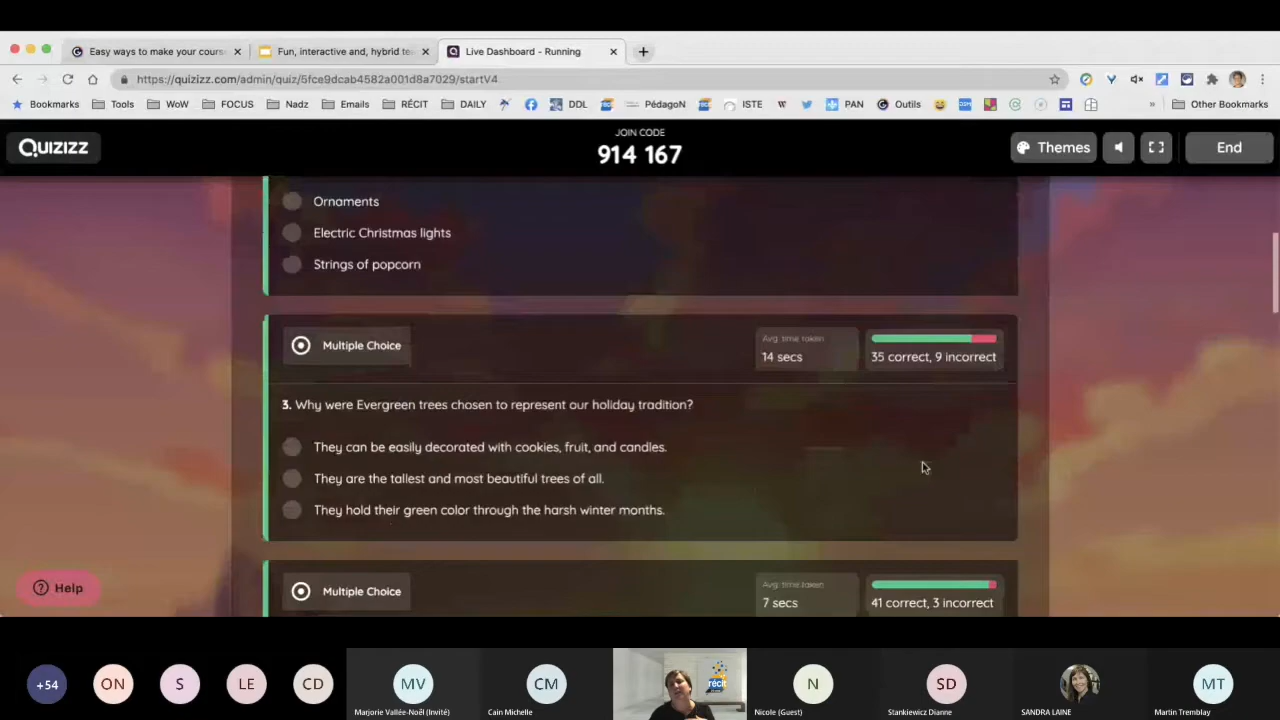 Easy ways to make your cours
Fun, interactive and, hybrid te
Live Dashboard - Running
https://quizizz.com/admin/quiz/5fce9dcab4582a001d8a7029/startV4
Bookmarks Tools WoW FOCUS Nadz Emails RÉCIT DAILY DDL PédagoN ISTE PAN Outils Other Bookmarks
Quizizz
JOIN CODE
914 167
Themes
End
Ornaments
Electric Christmas lights
Strings of popcorn
Multiple Choice
Avg. time taken
14 secs
35 correct, 9 incorrect
3. Why were Evergreen trees chosen to represent our holiday tradition?
They can be easily decorated with cookies, fruit, and candles.
They are the tallest and most beautiful trees of all.
They hold their green color through the harsh winter months.
Help
Multiple Choice
Avg. time taken
7 secs
41 correct, 3 incorrect
+54
ON
S
LE
CD
MV
Marjorie Vallée-Noël (Invité)
CM
Cain Michelle
récit
N
Nicole (Guest)
SD
Stankiewicz Dianne
SANDRA LAINE
MT
Martin Tremblay